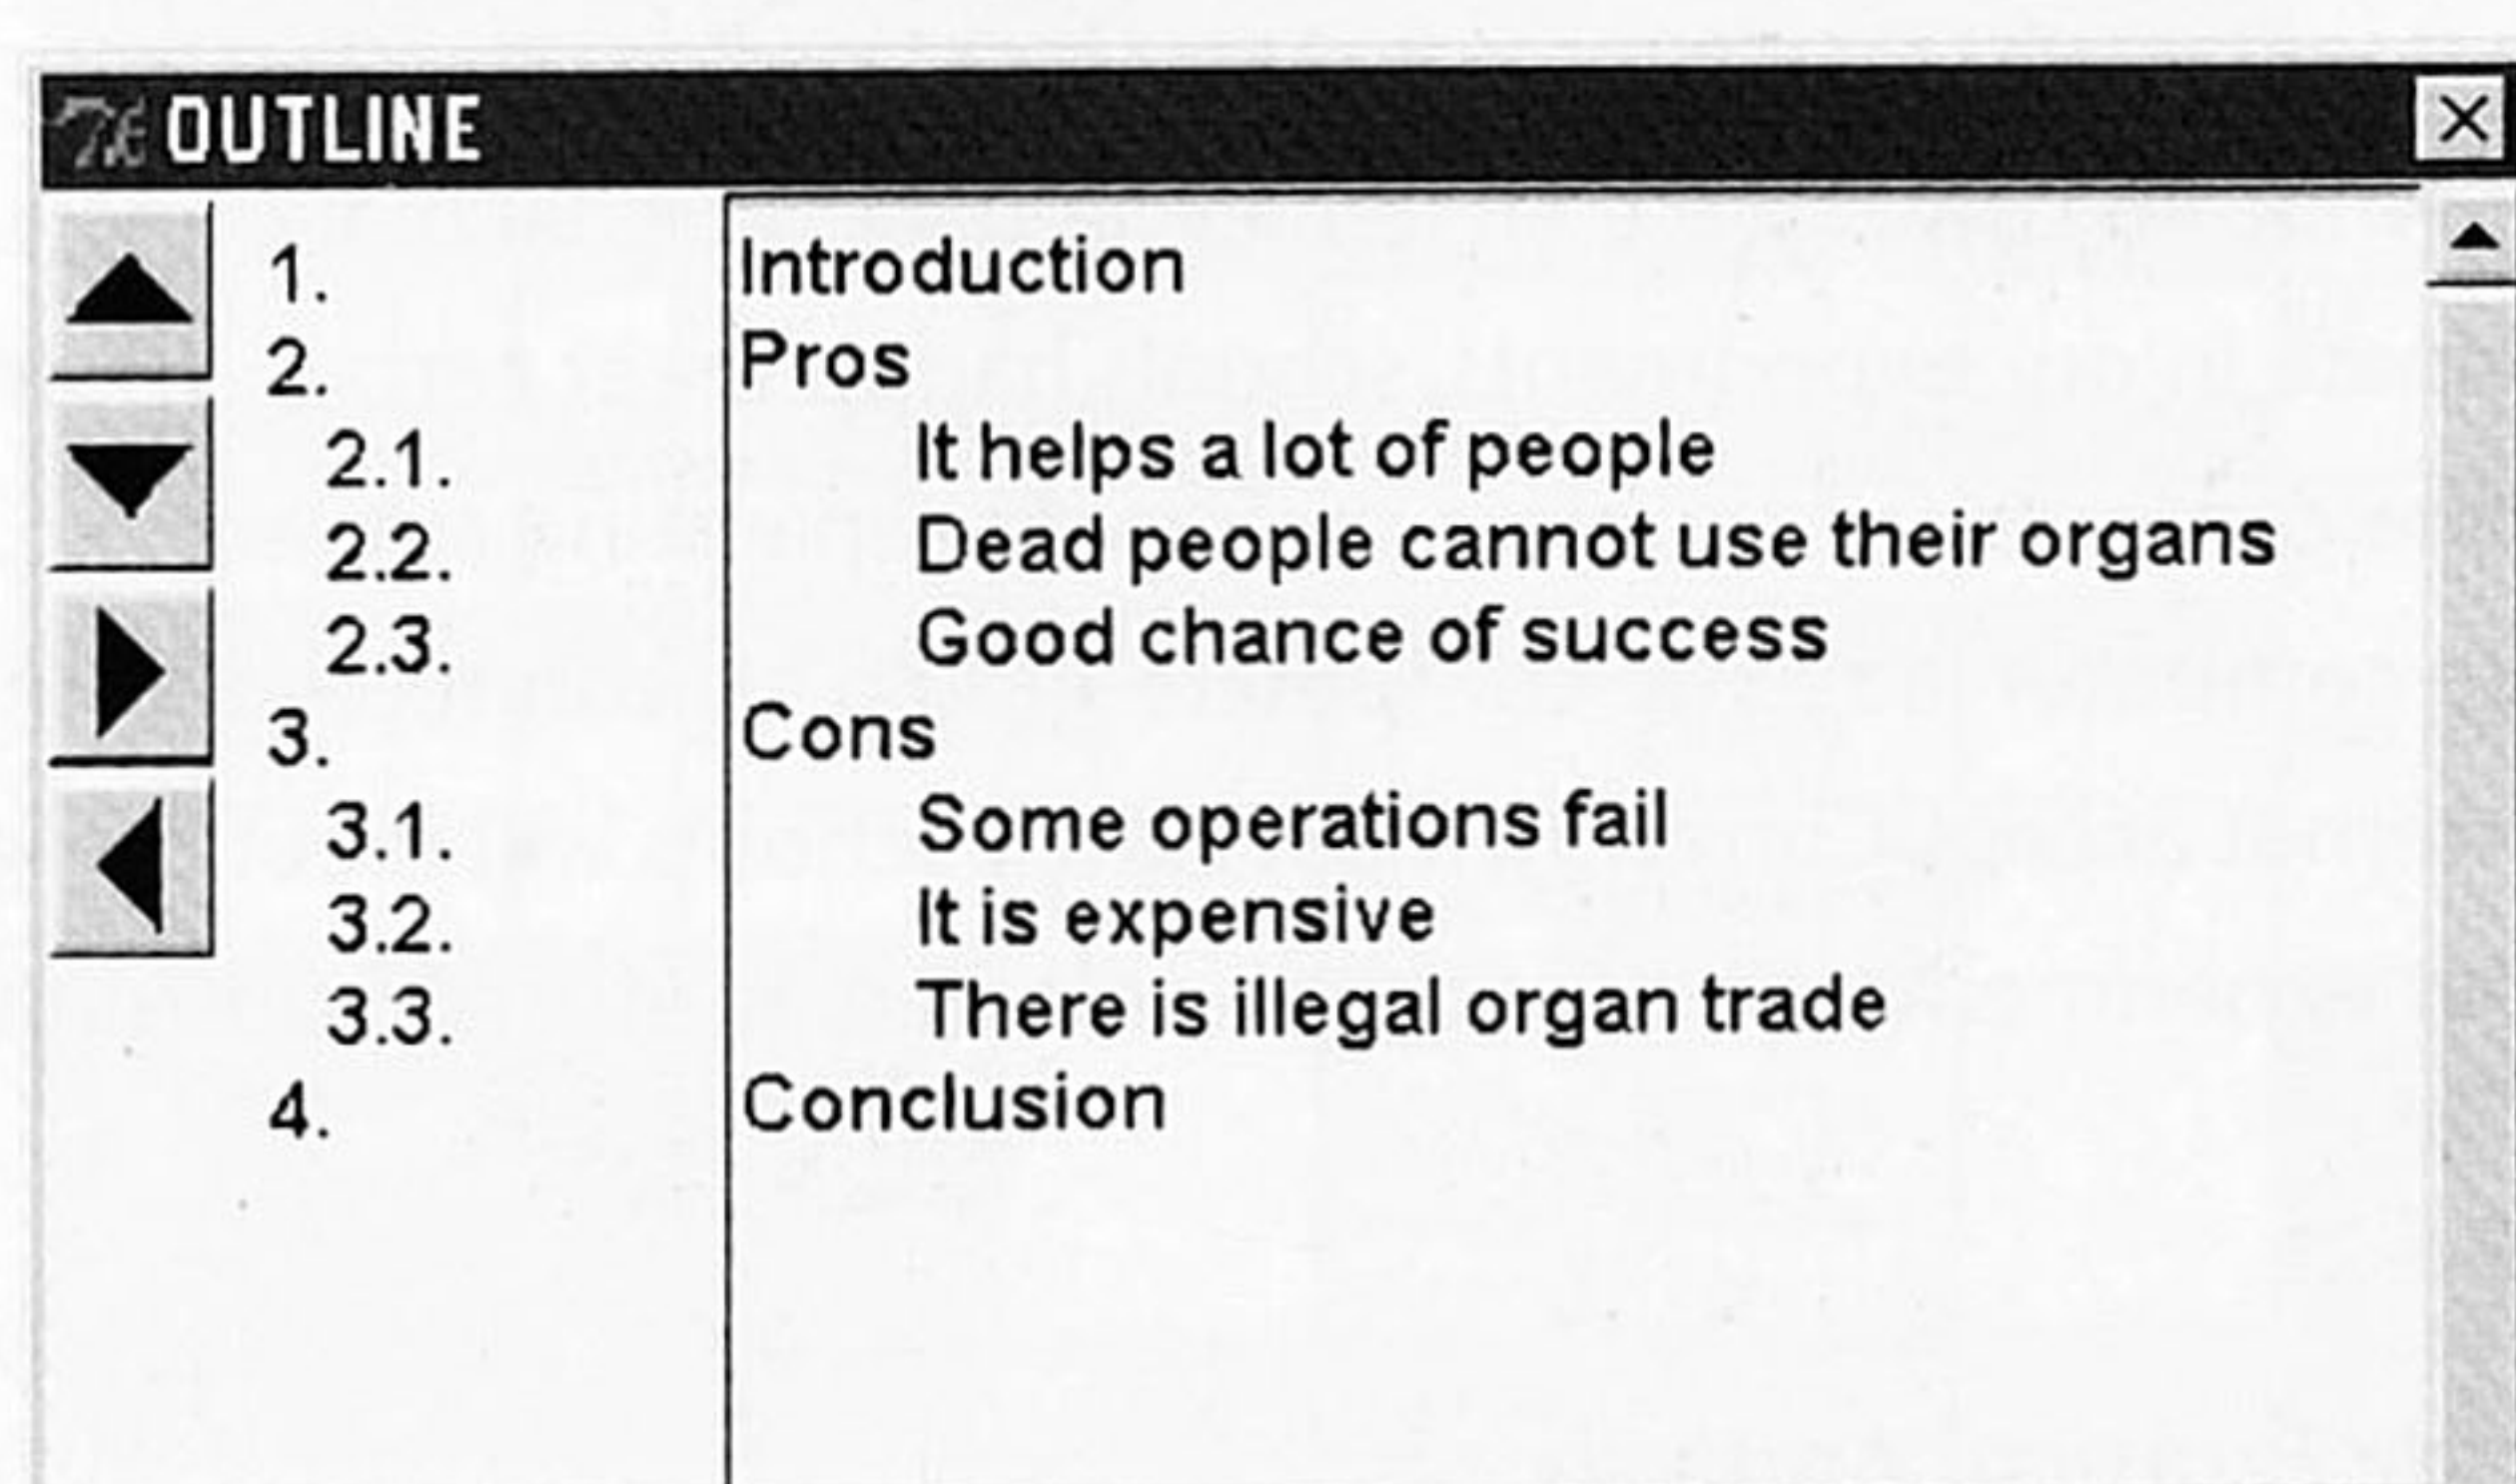 OUTLINE
1. Introduction
2. Pros
2.1. It helps a lot of people
2.2. Dead people cannot use their organs
2.3. Good chance of success
3. Cons
3.1. Some operations fail
3.2. It is expensive
3.3. There is illegal organ trade
4. Conclusion